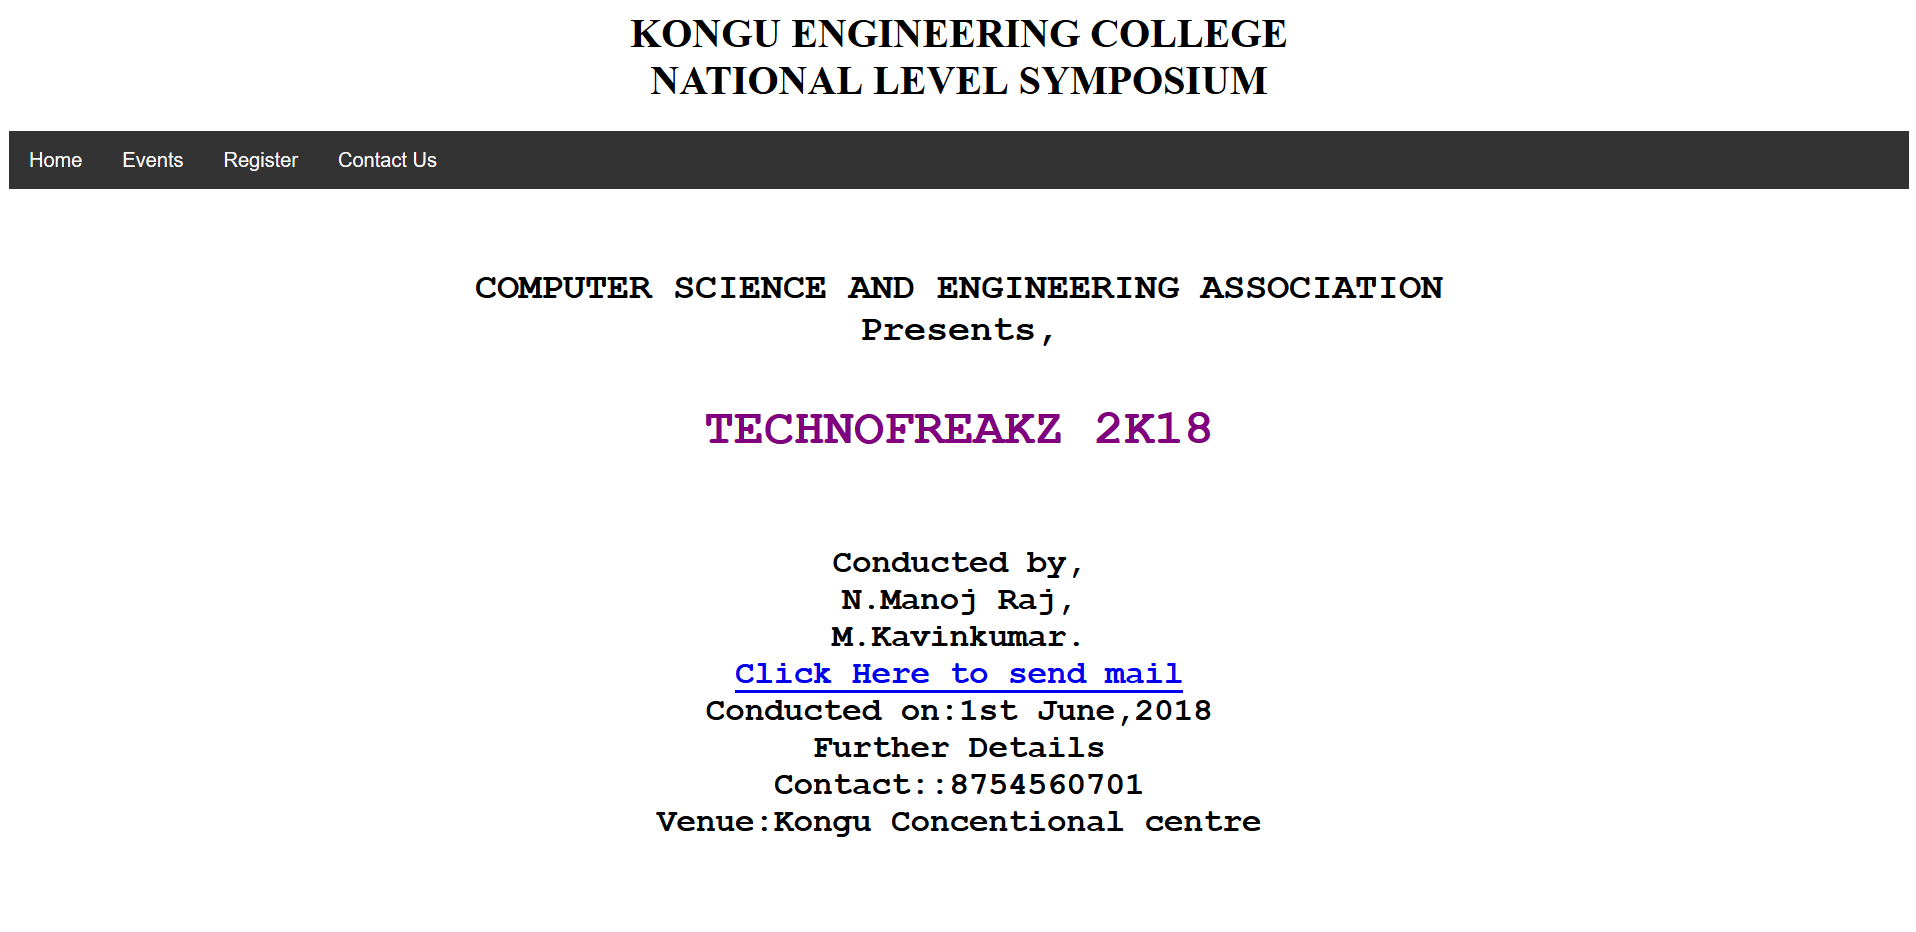 KONGU ENGINEERING COLLEGE
NATIONAL LEVEL SYMPOSIUM
Home Events Register Contact Us
COMPUTER SCIENCE AND ENGINEERING ASSOCIATION
Presents,
TECHNOFREAKZ 2K18
Conducted by,
N.Manoj Raj,
M.Kavinkumar.
Click Here to send mail
Conducted on:1st June,2018
Further Details
Contact::8754560701
Venue:Kongu Concentional centre